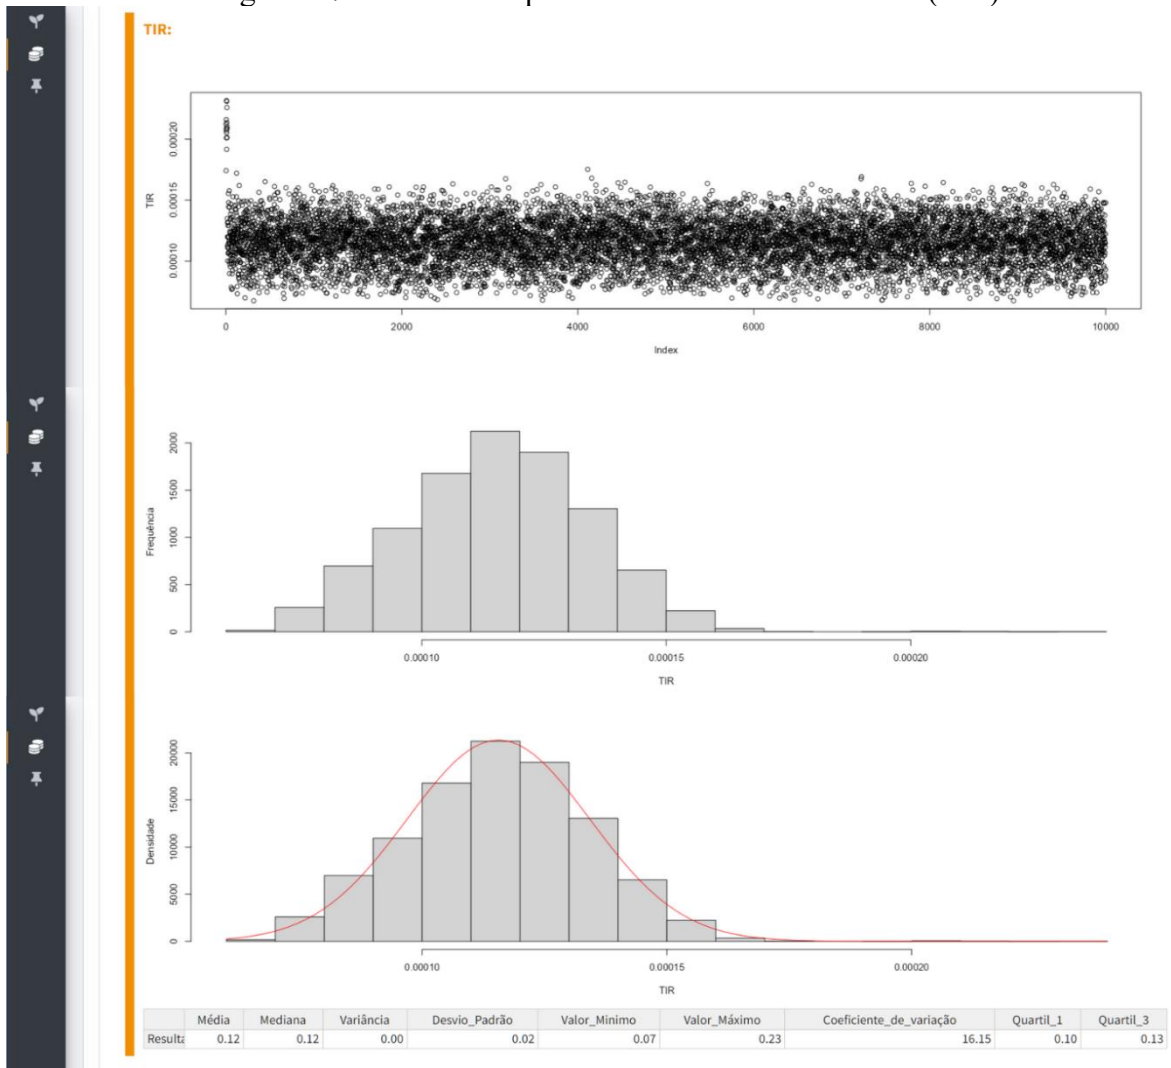 TIR:
0.00020
0.00015
0.00010
TIR
0 2000 4000 6000 8000 10000
Index
2000
1500
1000
500
0
Frequência
0.00010 0.00015 0.00020
TIR
20000
15000
10000
5000
0
Densidade
0.00010 0.00015 0.00020
TIR
Média Mediana Variância Desvio_Padrão Valor_Minimo Valor_Máximo Coeficiente_de_variação Quartil_1 Quartil_3
Resulta 0.12 0.12 0.00 0.02 0.07 0.23 16.15 0.10 0.13